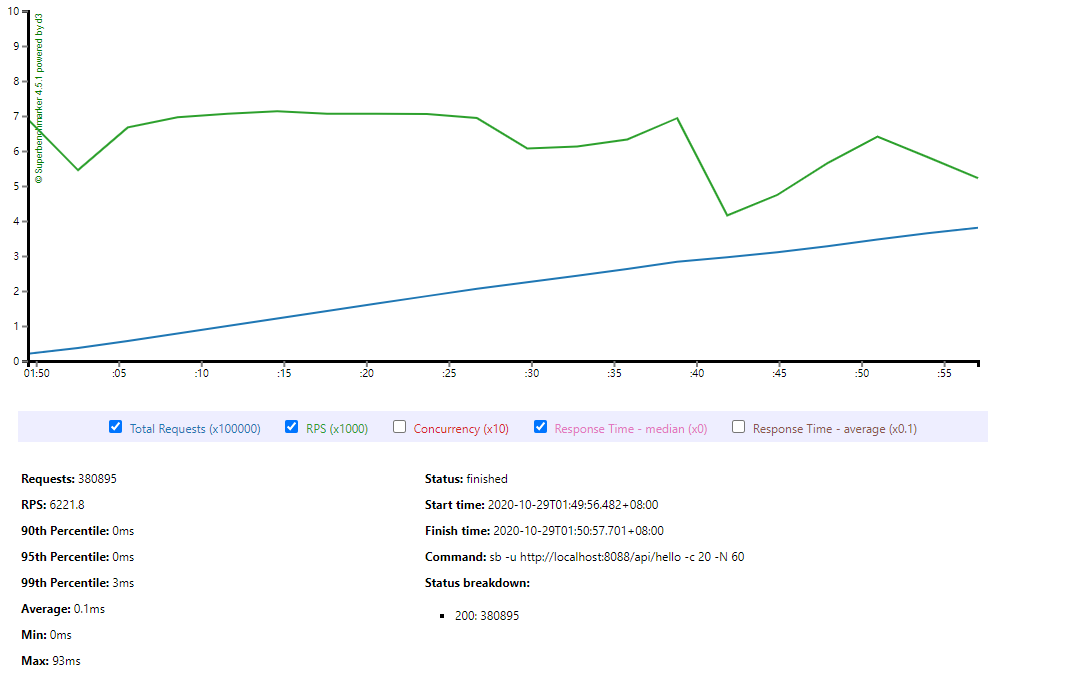 10
9
8
7
6
5
4
3
2
1
0
© Superbenchmarker 4.5.1 powered by d3
01:50 :05 :10 :15 :20 :25 :30 :35 :40 :45 :50 :55
Total Requests (x100000) RPS (x1000) Concurrency (x10) Response Time - median (x0) Response Time - average (x0.1)
Requests: 380895
RPS: 6221.8
90th Percentile: 0ms
95th Percentile: 0ms
99th Percentile: 3ms
Average: 0.1ms
Min: 0ms
Max: 93ms
Status: finished
Start time: 2020-10-29T01:49:56.482+08:00
Finish time: 2020-10-29T01:50:57.701+08:00
Command: sb -u http://localhost:8088/api/hello -c 20 -N 60
Status breakdown:
200: 380895